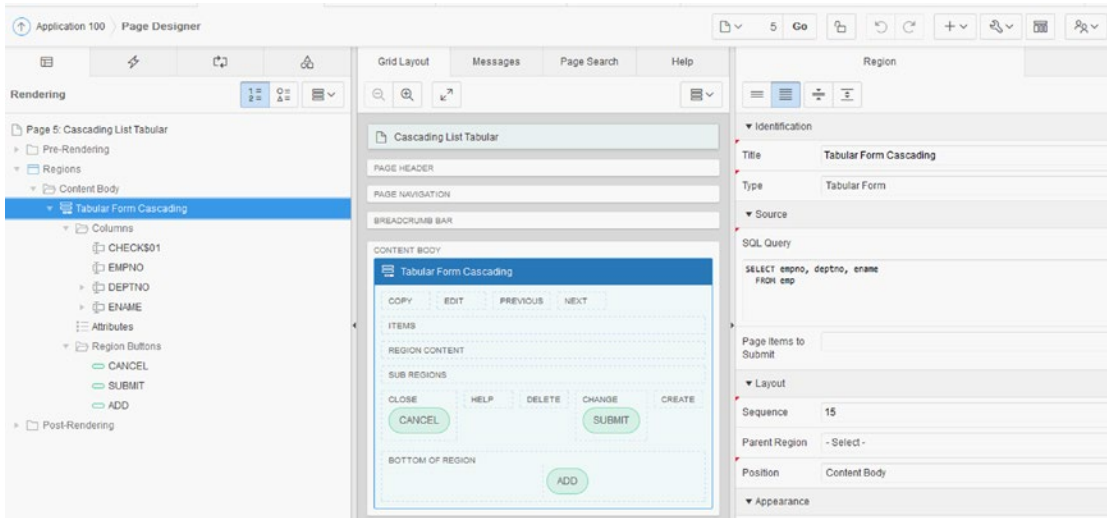 Application 100 Page Designer
5 Go
Rendering
Page 5: Cascading List Tabular
Pre-Rendering
Regions
Content Body
Tabular Form Cascading
Columns
CHECK$01
EMPNO
DEPTNO
ENAME
Attributes
Region Buttons
CANCEL
SUBMIT
ADD
Post-Rendering
Grid Layout Messages Page Search Help
Cascading List Tabular
PAGE HEADER
PAGE NAVIGATION
BREADCRUMB BAR
CONTENT BODY
Tabular Form Cascading
COPY EDIT PREVIOUS NEXT
ITEMS
REGION CONTENT
SUB REGIONS
CLOSE HELP DELETE CHANGE CREATE
CANCEL SUBMIT
BOTTOM OF REGION
ADD
Region
Identification
Title Tabular Form Cascading
Type Tabular Form
Source
SQL Query
SELECT empno, deptno, ename
FROM emp
Page Items to
Submit
Layout
Sequence 15
Parent Region - Select -
Position Content Body
Appearance